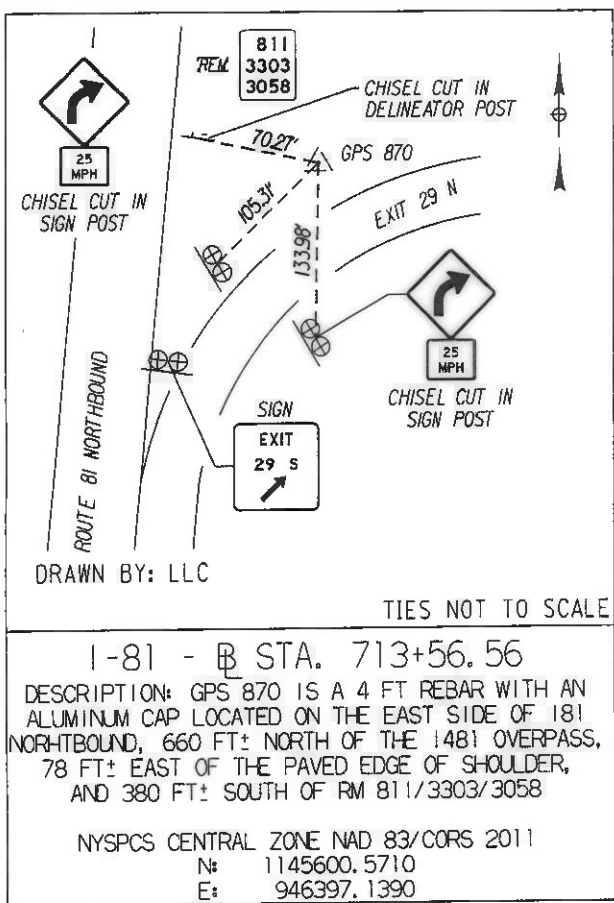 811
REM. 3303
3058
CHISEL CUT IN
DELINEATOR POST
25
MPH
CHISEL CUT IN
SIGN POST
70.27'
GPS 870
105.31'
133.98'
EXIT 29 N
25
MPH
CHISEL CUT IN
SIGN POST
SIGN
EXIT
29 S
ROUTE 81 NORTHBOUND
DRAWN BY: LLC
TIES NOT TO SCALE
I-81 - BL STA. 713+56.56
DESCRIPTION: GPS 870 IS A 4 FT REBAR WITH AN
ALUMINUM CAP LOCATED ON THE EAST SIDE OF I81
NORHTBOUND, 660 FT± NORTH OF THE I481 OVERPASS,
78 FT± EAST OF THE PAVED EDGE OF SHOULDER,
AND 380 FT± SOUTH OF RM 811/3303/3058
NYSPCS CENTRAL ZONE NAD 83/CORS 2011
N: 1145600.5710
E: 946397.1390